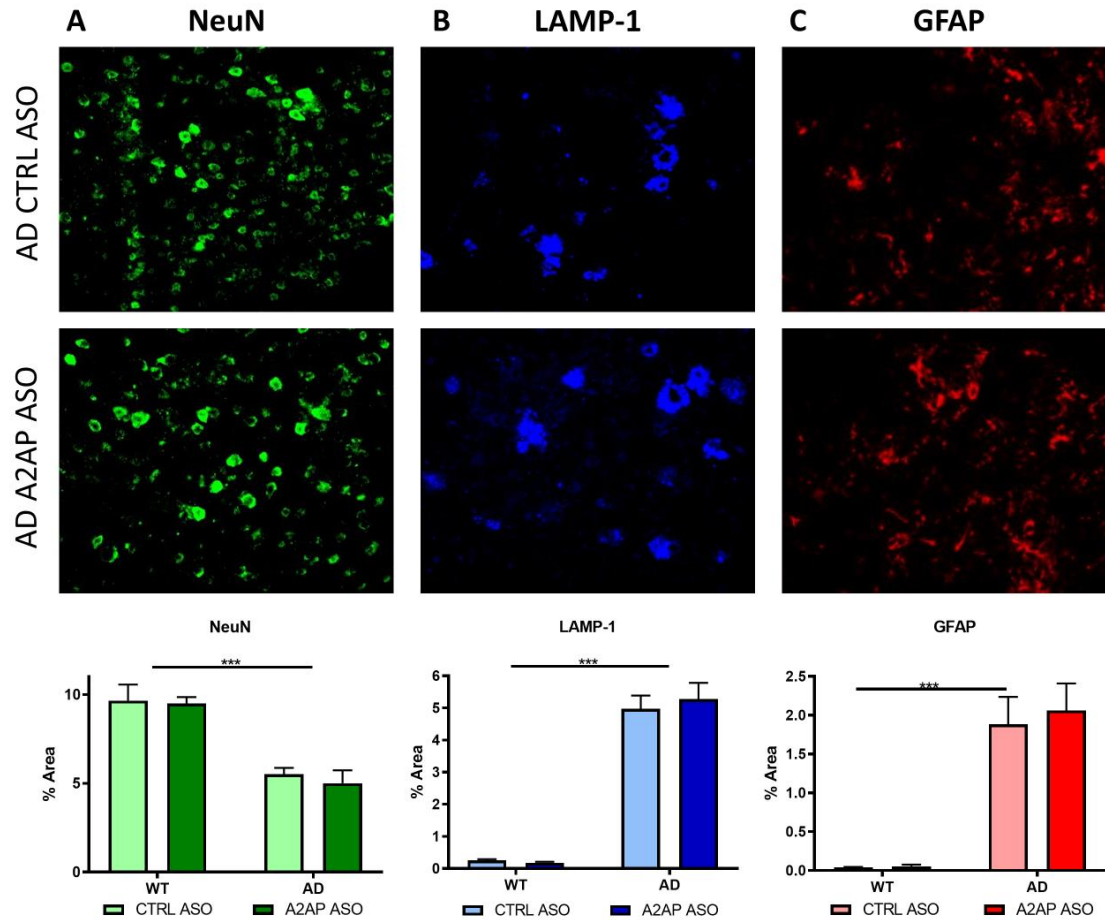 A NeuN
B LAMP-1
C GFAP
AD CTRL ASO
AD A2AP ASO
NeuN
***
10
5
0
% Area
WT AD
CTRL ASO A2AP ASO
LAMP-1
***
6
5
4
3
2
1
0
% Area
WT AD
CTRL ASO A2AP ASO
GFAP
***
2.5
2.0
1.5
1.0
0.5
0.0
% Area
WT AD
CTRL ASO A2AP ASO